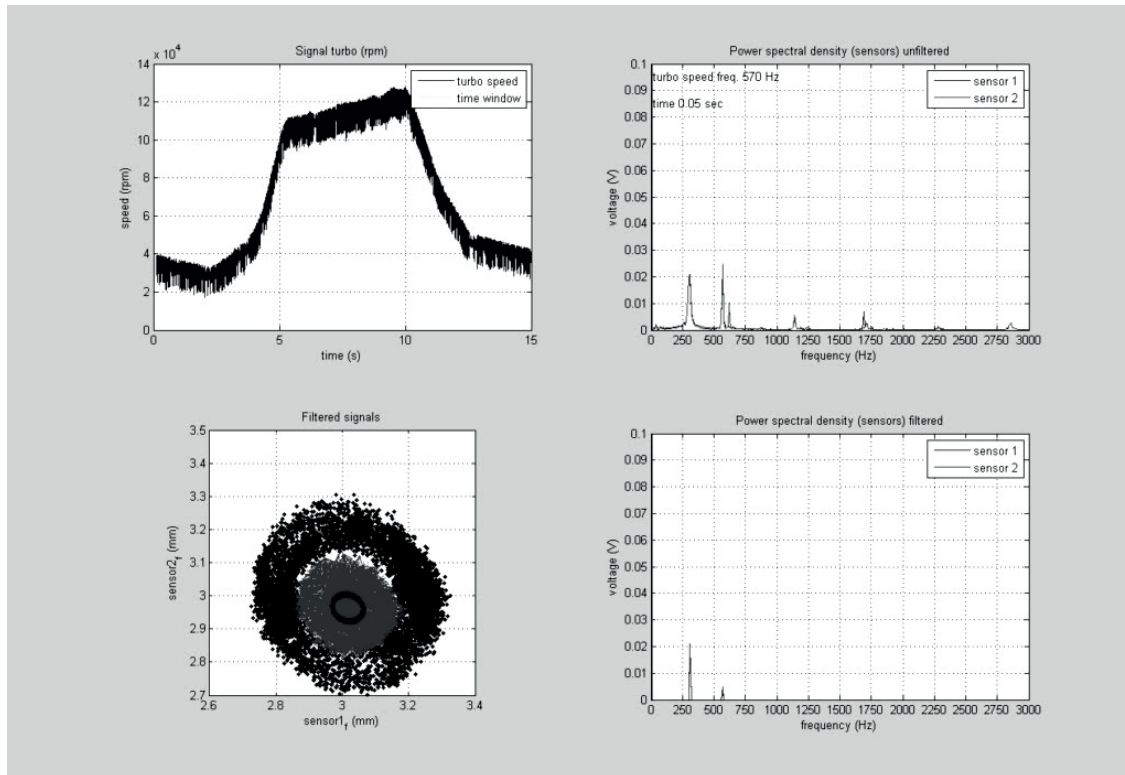 Signal turbo (rpm)
x 10⁴
14
12
10
8
6
4
2
0
speed (rpm)
turbo speed
time window
0 5 10 15
time (s)
Power spectral density (sensors) unfiltered
0.1
0.09
0.08
0.07
0.06
0.05
0.04
0.03
0.02
0.01
0
voltage (V)
turbo speed freq. 570 Hz
time 0.05 sec
sensor 1
sensor 2
0 250 500 750 1000 1250 1500 1750 2000 2250 2500 2750 3000
frequency (Hz)
Filtered signals
3.5
3.4
3.3
3.2
3.1
3
2.9
2.8
2.7
sensor2f (mm)
2.6 2.8 3 3.2 3.4
sensor1f (mm)
Power spectral density (sensors) filtered
0.1
0.09
0.08
0.07
0.06
0.05
0.04
0.03
0.02
0.01
0
voltage (V)
sensor 1
sensor 2
0 250 500 750 1000 1250 1500 1750 2000 2250 2500 2750 3000
frequency (Hz)